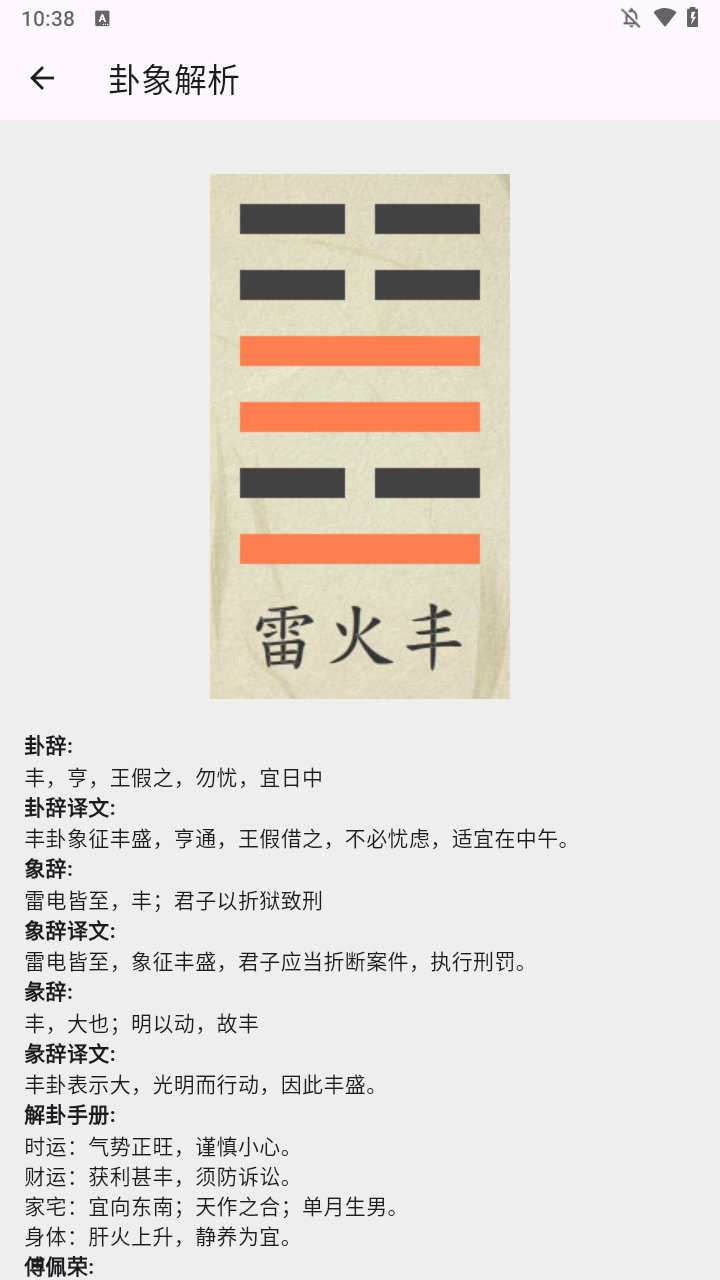 10:38
A
卦象解析
雷火丰
卦辞:
丰，亨，王假之，勿忧，宜日中
卦辞译文:
丰卦象征丰盛，亨通，王假借之，不必忧虑，适宜在中午。
象辞:
雷电皆至，丰；君子以折狱致刑
象辞译文:
雷电皆至，象征丰盛，君子应当折断案件，执行刑罚。
彖辞:
丰，大也；明以动，故丰
彖辞译文:
丰卦表示大，光明而行动，因此丰盛。
解卦手册:
时运：气势正旺，谨慎小心。
财运：获利甚丰，须防诉讼。
家宅：宜向东南；天作之合；单月生男。
身体：肝火上升，静养为宜。
傅佩荣: